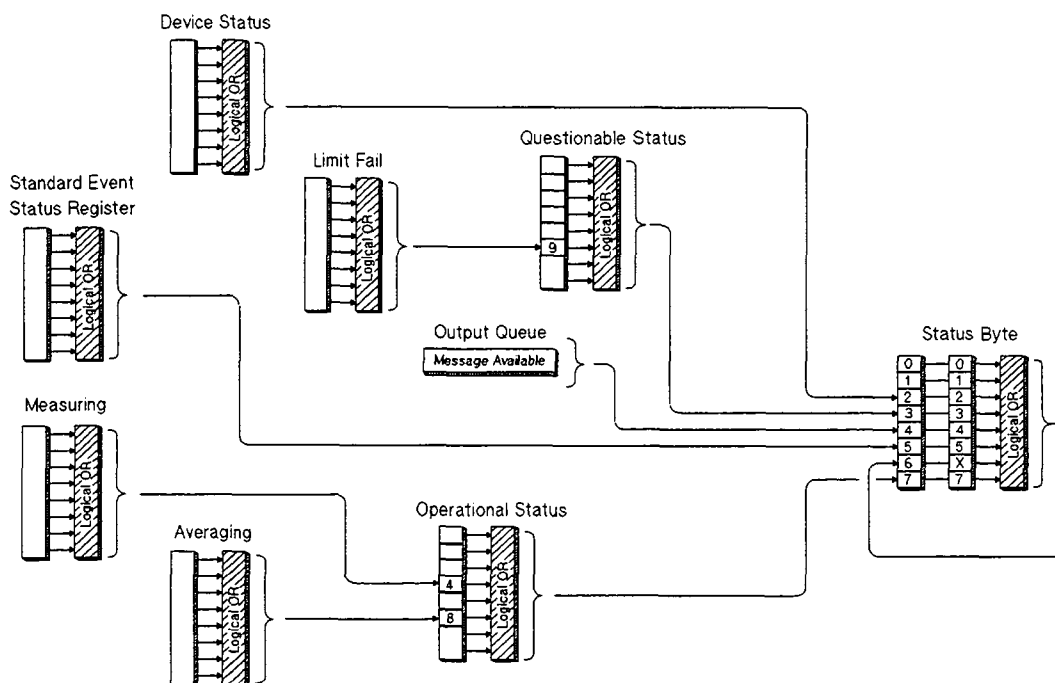 Device Status
Logical OR
Questionable Status
Limit Fail
Logical OR
Logical OR
9
Standard Event
Status Register
Logical OR
Output Queue
Message Available
Status Byte
0 0
1 1
2 2
3 3
4 4
5 5
6 X
7 7
Logical OR
Measuring
Logical OR
Operational Status
4
8
Logical OR
Averaging
Logical OR